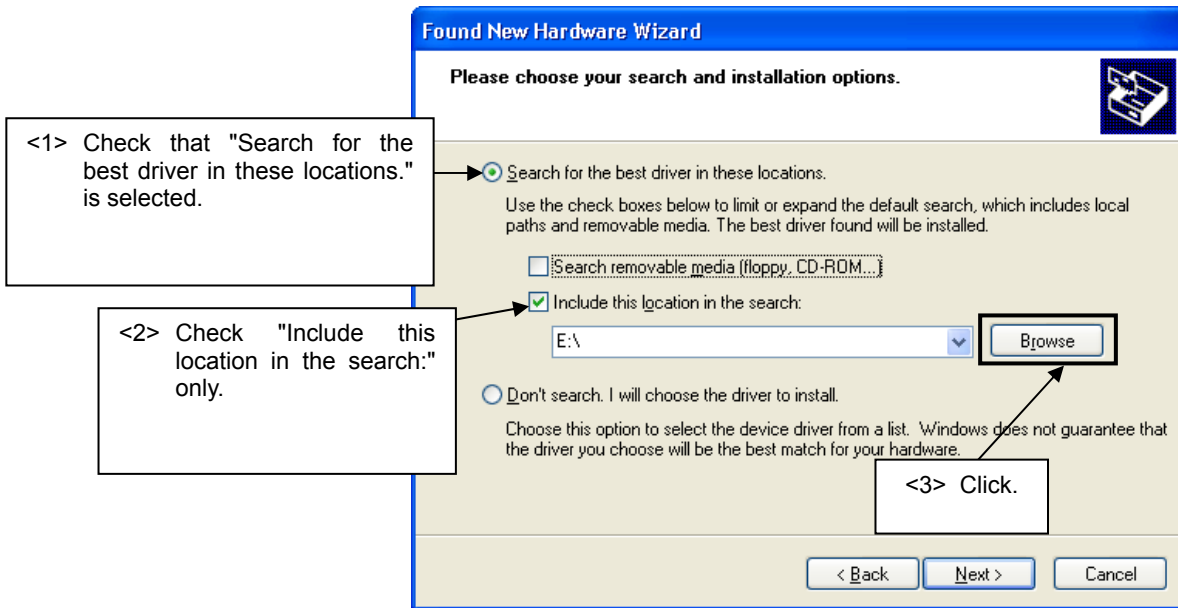 Found New Hardware Wizard
Please choose your search and installation options.
<1> Check that "Search for the
best driver in these locations."
is selected.
Search for the best driver in these locations.
Use the check boxes below to limit or expand the default search, which includes local
paths and removable media. The best driver found will be installed.
Search removable media (floppy, CD-ROM...)
<2> Check "Include this
location in the search:"
only.
Include this location in the search:
E:\
Browse
Don't search. I will choose the driver to install.
Choose this option to select the device driver from a list. Windows does not guarantee that
the driver you choose will be the best match for your hardware.
<3> Click.
< Back
Next >
Cancel